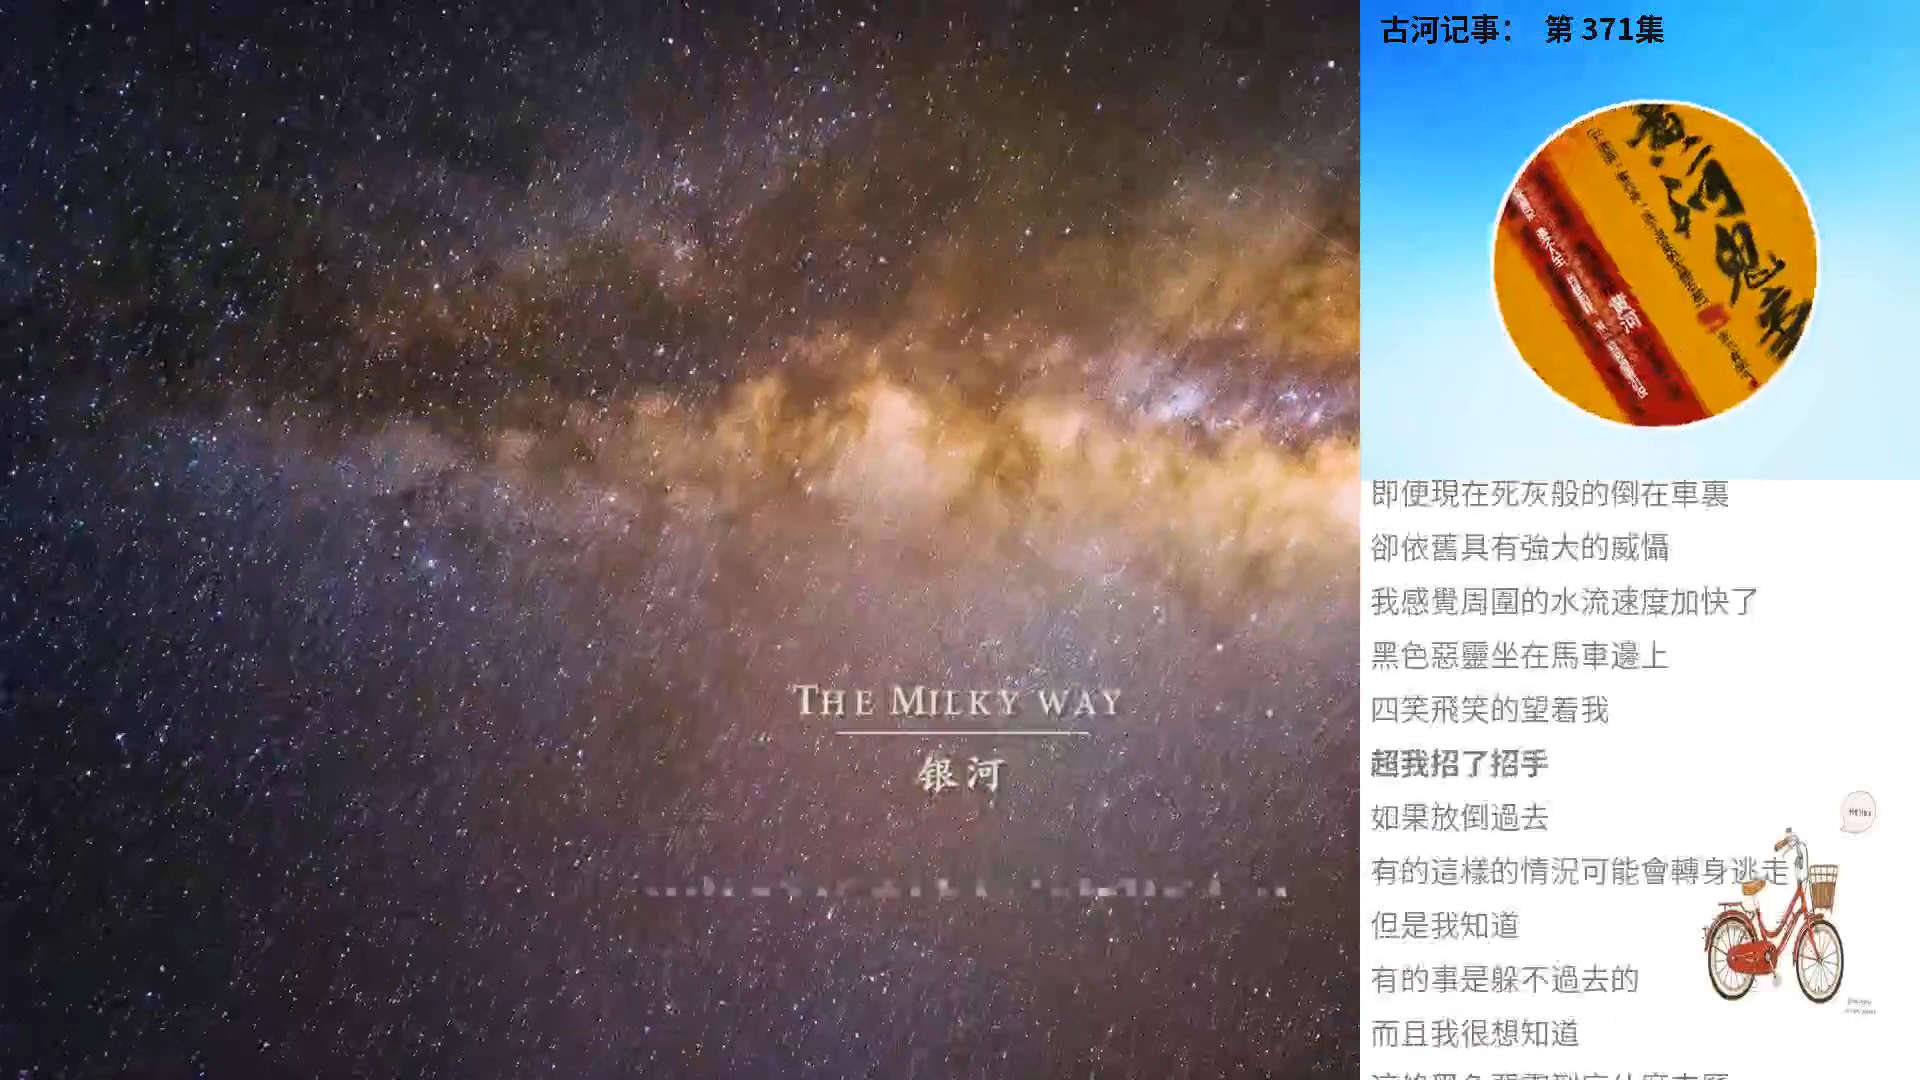 THE MILKY WAY
银河
古河记事： 第 371集
即便現在死灰般的倒在車裏
卻依舊具有強大的威懾
我感覺周圍的水流速度加快了
黑色惡靈坐在馬車邊上
四笑飛笑的望着我
超我招了招手
如果放倒過去
有的這樣的情況可能會轉身逃走
但是我知道
有的事是躲不過去的
而且我很想知道